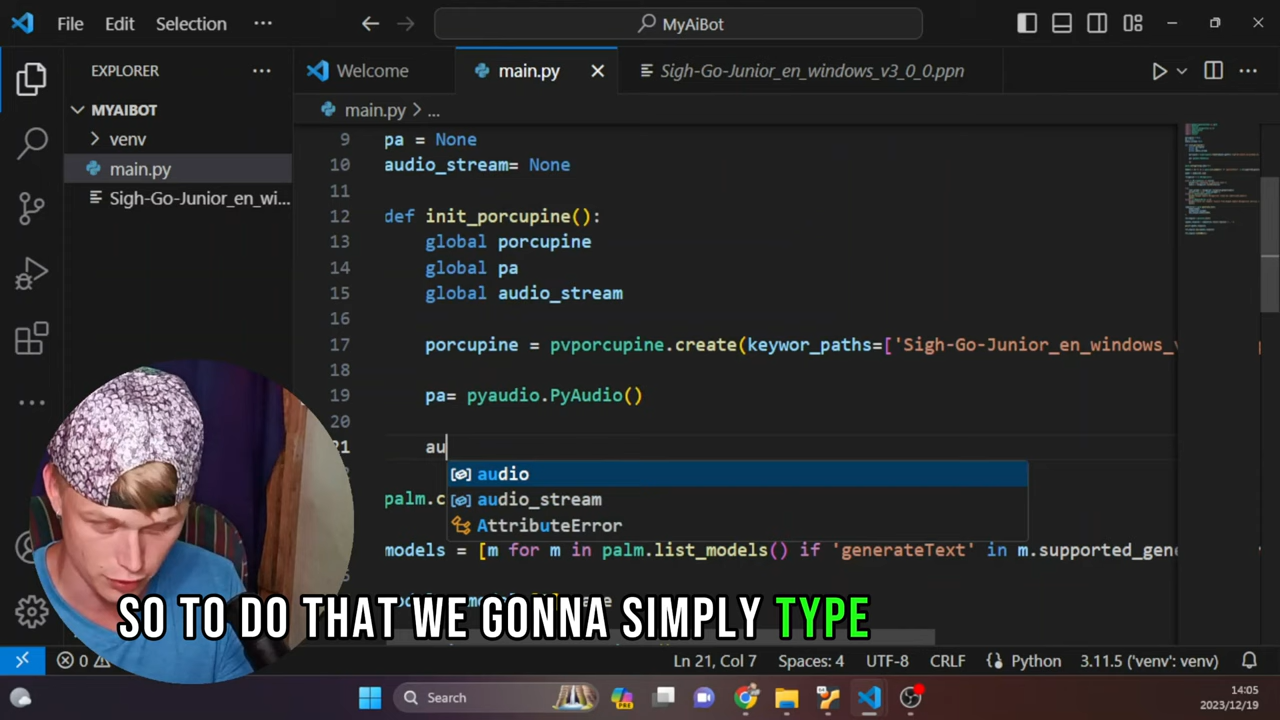 File Edit Selection ... MyAiBot
EXPLORER ... Welcome main.py Sigh-Go-Junior_en_windows_v3_0_0.ppn
MYAIBOT
venv
main.py
Sigh-Go-Junior_en_wi...
main.py > ...
9 pa = None
10 audio_stream= None
11
12 def init_porcupine():
13 global porcupine
14 global pa
15 global audio_stream
16
17 porcupine = pvporcupine.create(keywor_paths=['Sigh-Go-Junior_en_windows_
18
19 pa= pyaudio.PyAudio()
20
21 au
audio
audio_stream
AttributeError
palm.c
models = [m for m in palm.list_models() if 'generateText' in m.supported_gen
SO TO DO THAT WE GONNA SIMPLY TYPE
0 Ln 21, Col 7 Spaces: 4 UTF-8 CRLF Python 3.11.5 ('venv': venv)
Search
PRE
14:05
2023/12/19